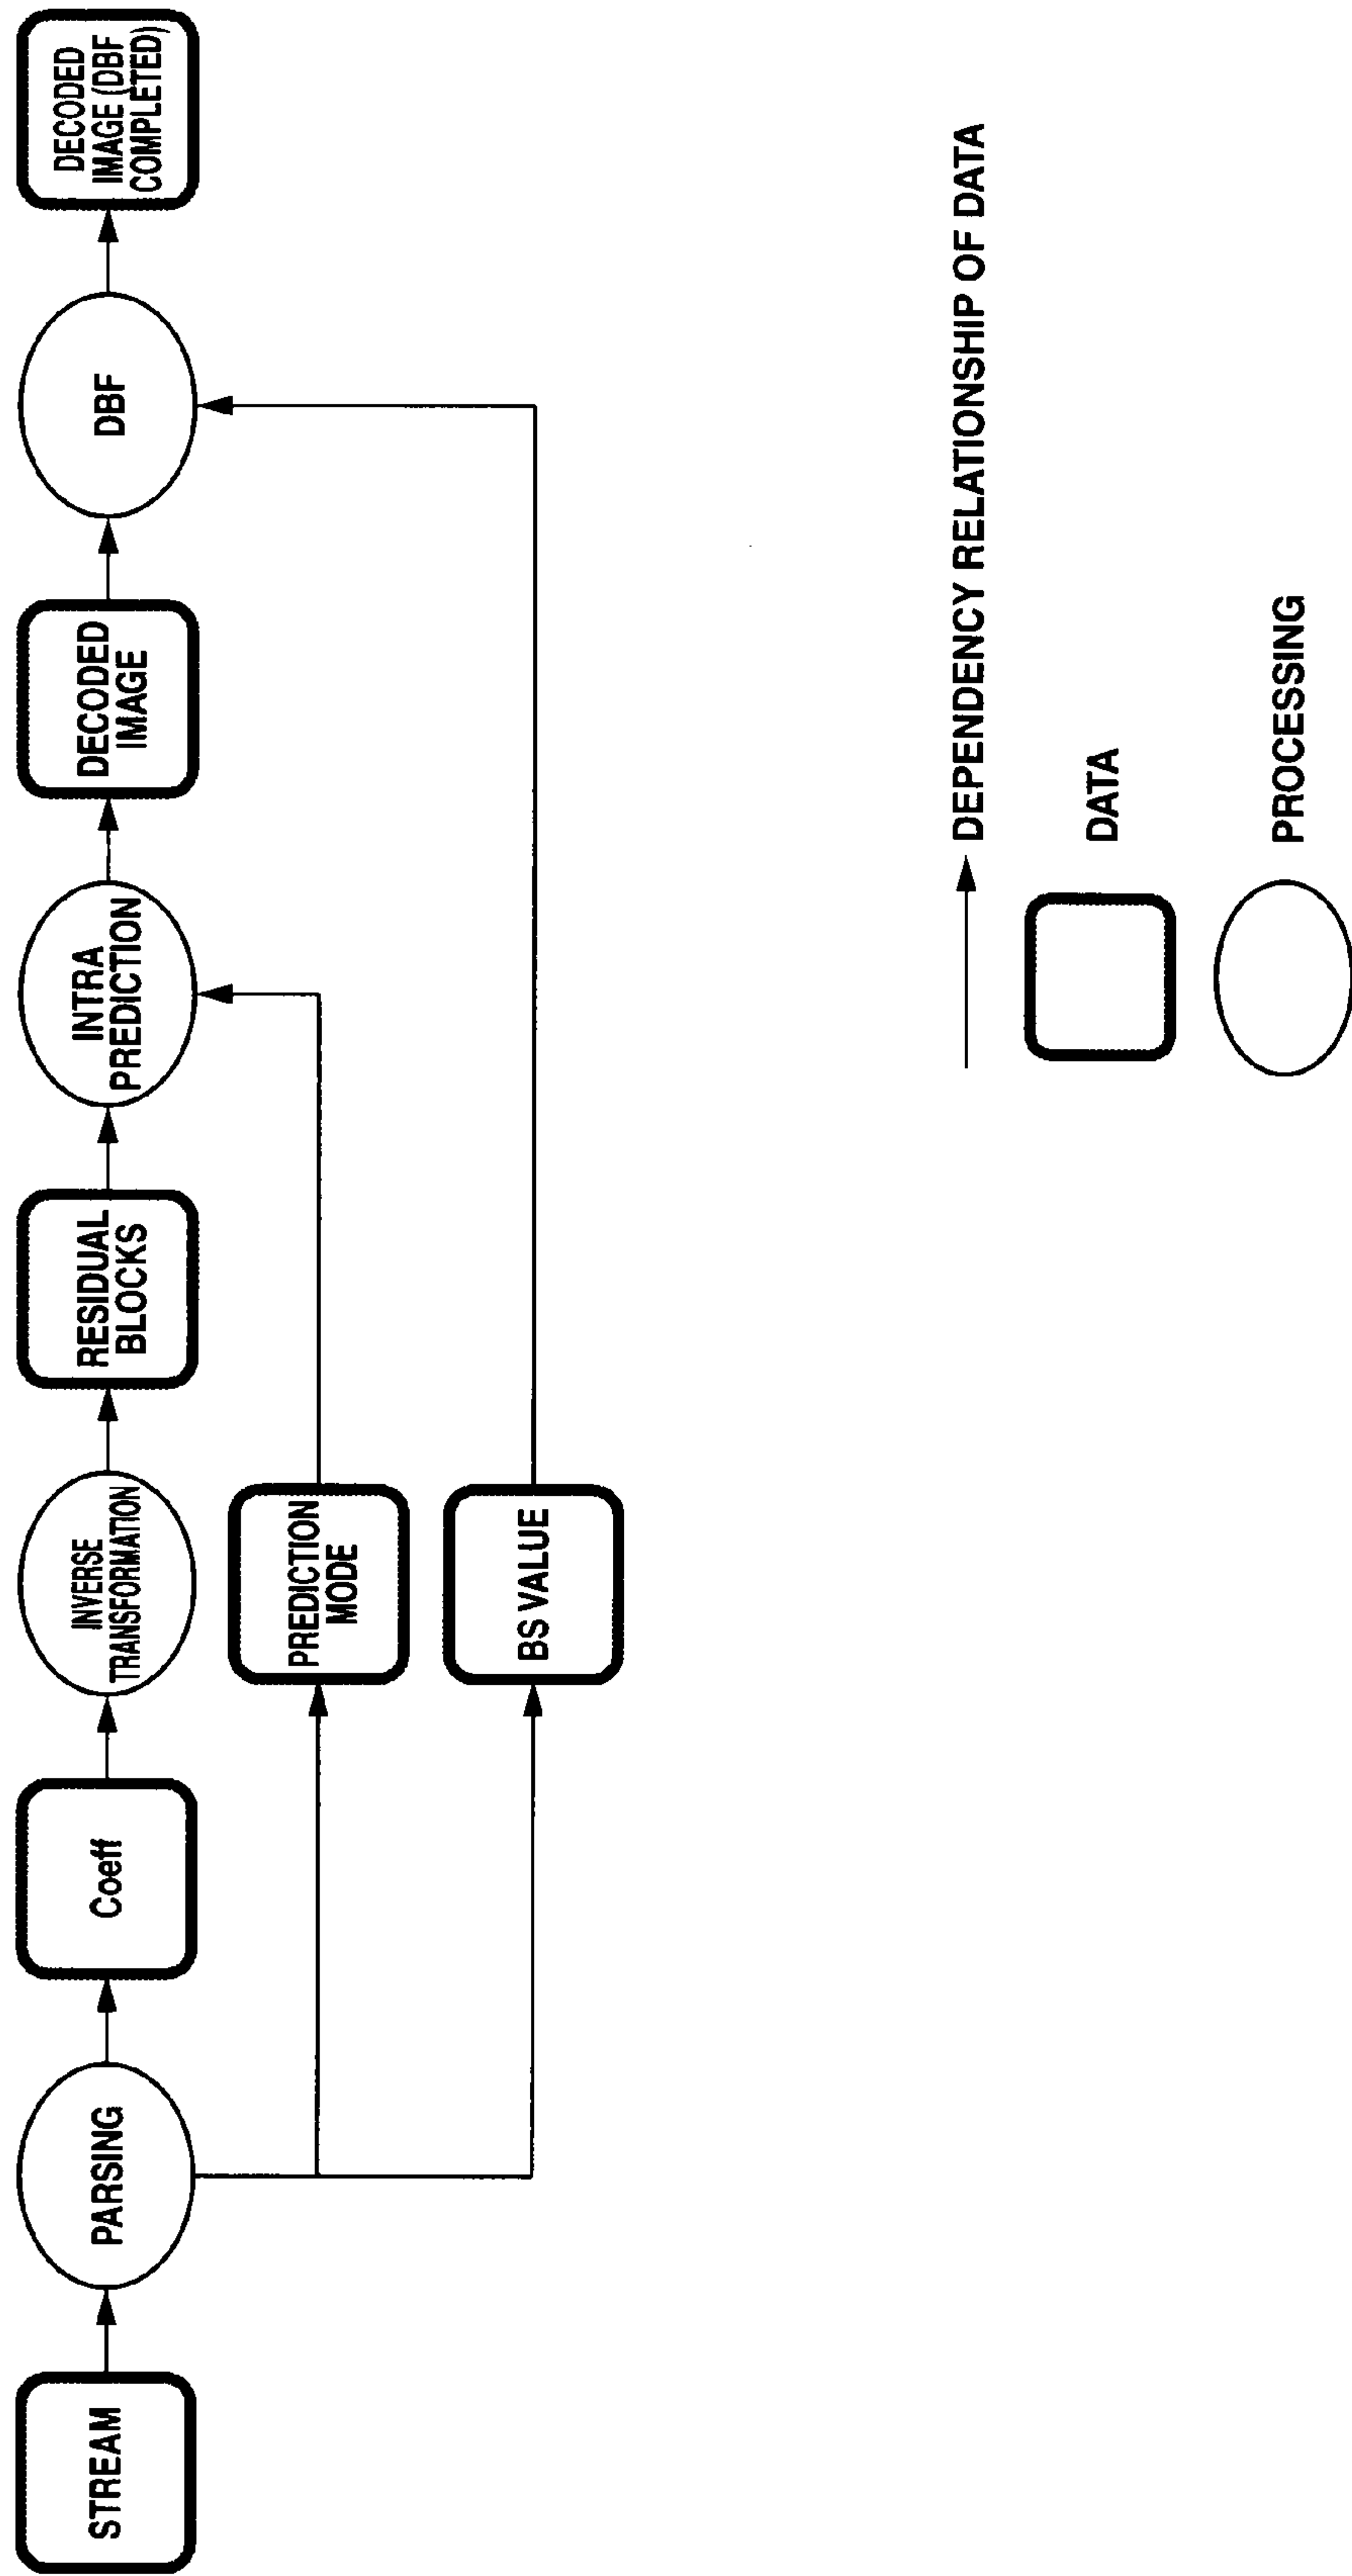 STREAM
PARSING
Coeff
INVERSE
TRANSFORMATION
RESIDUAL
BLOCKS
INTRA
PREDICTION
DECODED
IMAGE
DBF
DECODED
IMAGE (DBF
COMPLETED)
PREDICTION
MODE
BS VALUE
DEPENDENCY RELATIONSHIP OF DATA
DATA
PROCESSING